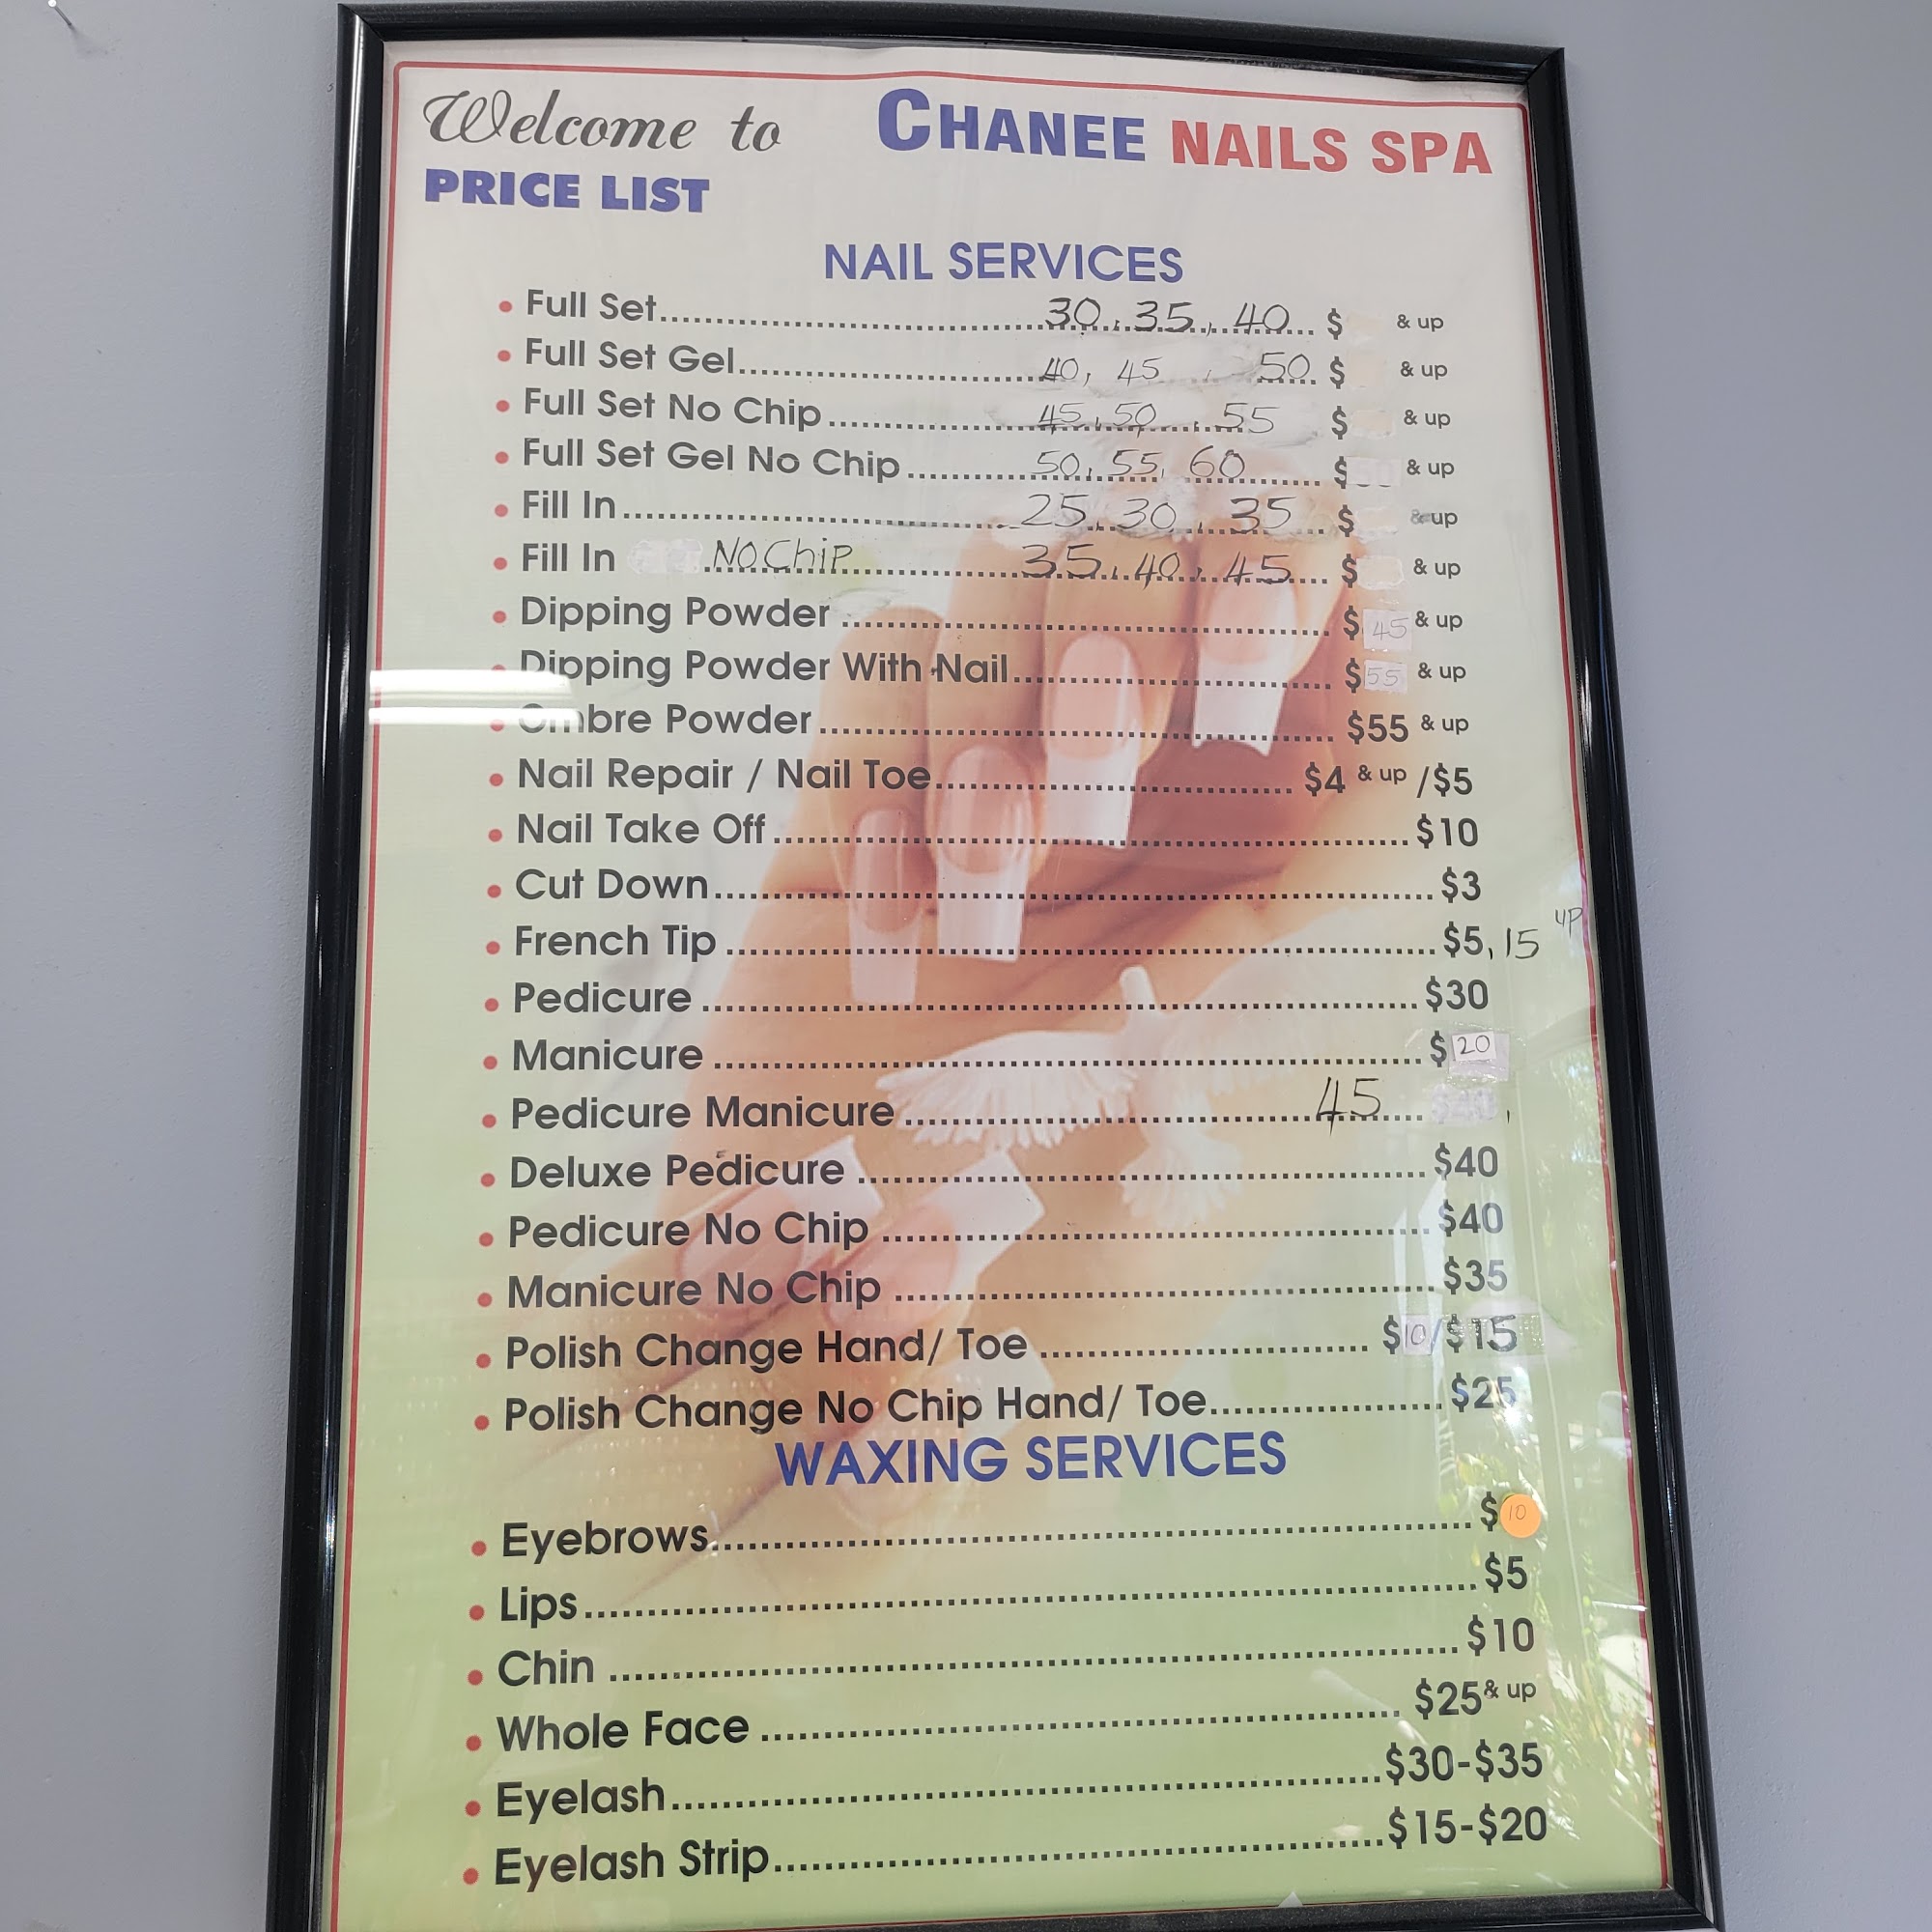 Welcome to CHANEE NAILS SPA
PRICE LIST
NAIL SERVICES
• Full Set.......... 30, 35, 40 ... $ & up
• Full Set Gel.......... 40, 45, 50 ... $ & up
• Full Set No Chip.......... 45, 50, 55 $ & up
• Full Set Gel No Chip.......... 50, 55, 60 $ & up
• Fill In.......... 25, 30, 35 ... $ & up
• Fill In NO Chip.......... 35, 40, 45 ... $ & up
• Dipping Powder.......... $45 & up
• Dipping Powder With Nail.......... $55 & up
• Ombre Powder.......... $55 & up
• Nail Repair / Nail Toe.......... $4 & up /$5
• Nail Take Off.......... $10
• Cut Down.......... $3
• French Tip.......... $5, 15 up
• Pedicure.......... $30
• Manicure.......... $20
• Pedicure Manicure.......... 45
• Deluxe Pedicure.......... $40
• Pedicure No Chip.......... $40
• Manicure No Chip.......... $35
• Polish Change Hand/ Toe.......... $10/$15
• Polish Change No Chip Hand/ Toe.......... $25
WAXING SERVICES
• Eyebrows.......... $10
• Lips.......... $5
• Chin.......... $10
• Whole Face.......... $25 & up
• Eyelash.......... $30-$35
• Eyelash Strip.......... $15-$20